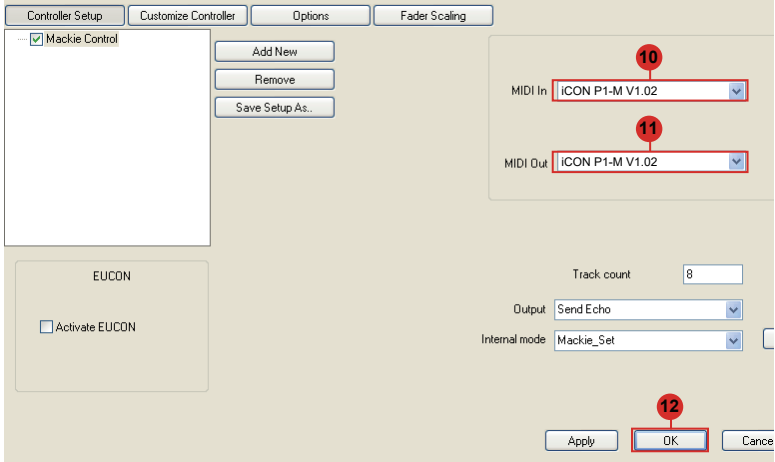 Controller Setup Customize Controller Options Fader Scaling
Mackie Control
Add New
Remove
Save Setup As..
10
MIDI In iCON P1-M V1.02
11
MIDI Out iCON P1-M V1.02
EUCON
Activate EUCON
Track count 8
Output Send Echo
Internal mode Mackie_Set
12
Apply OK Cance